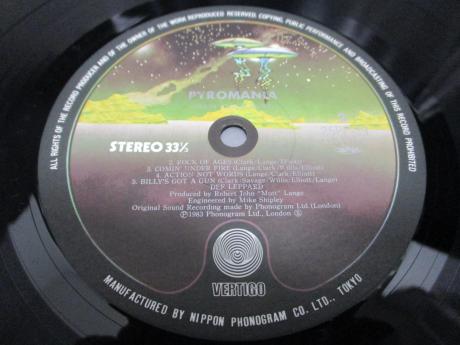 ALL RIGHTS OF THE RECORD PRODUCER AND OF THE OWNER OF THE WORK REPRODUCED RESERVED. COPYING, PUBLIC PERFORMANCE AND BROADCASTING OF THIS RECORD PROHIBITED
PYROMANIA
2
STEREO 33⅓
2. ROCK OF AGES (Clark/Lange/Elliott)
3. COMIN' UNDER FIRE (Lange/Clark/Willis/Elliott)
4. ACTION NOT WORDS (Lange/Clark/Elliott)
5. BILLY'S GOT A GUN (Clark/Savage/Willis/Elliott/Lange)
DEF LEPPARD
Produced by Robert John "Mutt" Lange
Engineered by Mike Shipley
Original Sound Recording made by Phonogram Ltd.(London)
Ⓟ1983 Phonogram Ltd., London
VERTIGO
MANUFACTURED BY NIPPON PHONOGRAM CO. LTD., TOKYO